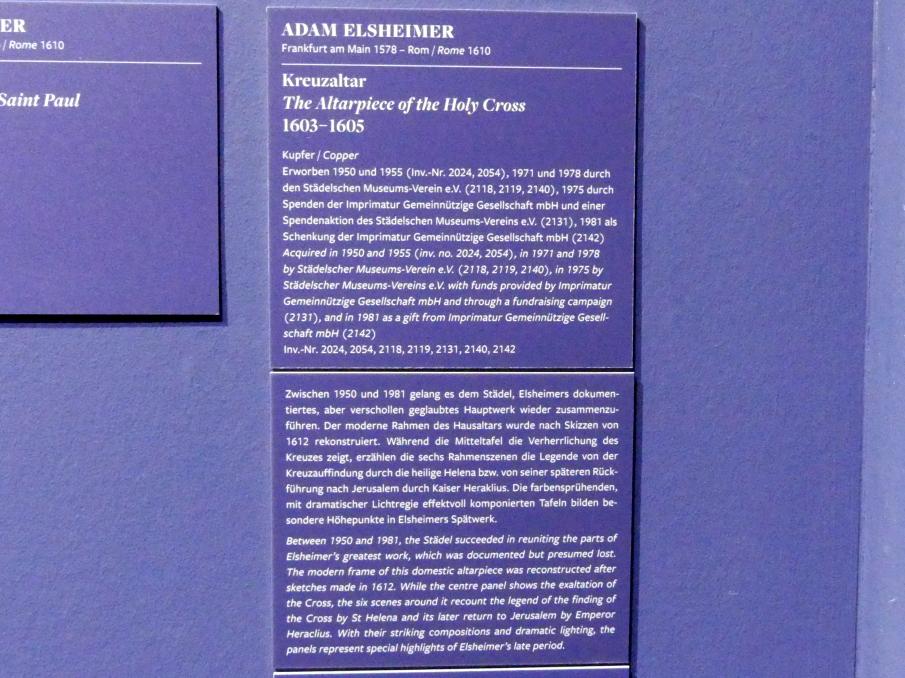 ER
/ Rome 1610
Saint Paul
ADAM ELSHEIMER
Frankfurt am Main 1578 – Rom / Rome 1610
Kreuzaltar
The Altarpiece of the Holy Cross
1603–1605
Kupfer / Copper
Erworben 1950 und 1955 (Inv.-Nr. 2024, 2054), 1971 und 1978 durch
den Städelschen Museums-Verein e.V. (2118, 2119, 2140), 1975 durch
Spenden der Imprimatur Gemeinnützige Gesellschaft mbH und einer
Spendenaktion des Städelschen Museums-Vereins e.V. (2131), 1981 als
Schenkung der Imprimatur Gemeinnützige Gesellschaft mbH (2142)
Acquired in 1950 and 1955 (inv. no. 2024, 2054), in 1971 and 1978
by Städelscher Museums-Verein e.V. (2118, 2119, 2140), in 1975 by
Städelscher Museums-Vereins e.V. with funds provided by Imprimatur
Gemeinnützige Gesellschaft mbH and through a fundraising campaign
(2131), and in 1981 as a gift from Imprimatur Gemeinnützige Gesell-
schaft mbH (2142)
Inv.-Nr. 2024, 2054, 2118, 2119, 2131, 2140, 2142
Zwischen 1950 und 1981 gelang es dem Städel, Elsheimers dokumen-
tiertes, aber verschollen geglaubtes Hauptwerk wieder zusammenzu-
führen. Der moderne Rahmen des Hausaltars wurde nach Skizzen von
1612 rekonstruiert. Während die Mitteltafel die Verherrlichung des
Kreuzes zeigt, erzählen die sechs Rahmenszenen die Legende von der
Kreuzauffindung durch die heilige Helena bzw. von seiner späteren Rück-
führung nach Jerusalem durch Kaiser Heraklius. Die farbensprühenden,
mit dramatischer Lichtregie effektvoll komponierten Tafeln bilden be-
sondere Höhepunkte in Elsheimers Spätwerk.
Between 1950 and 1981, the Städel succeeded in reuniting the parts of
Elsheimer's greatest work, which was documented but presumed lost.
The modern frame of this domestic altarpiece was reconstructed after
sketches made in 1612. While the centre panel shows the exaltation of
the Cross, the six scenes around it recount the legend of the finding of
the Cross by St Helena and its later return to Jerusalem by Emperor
Heraclius. With their striking compositions and dramatic lighting, the
panels represent special highlights of Elsheimer's late period.